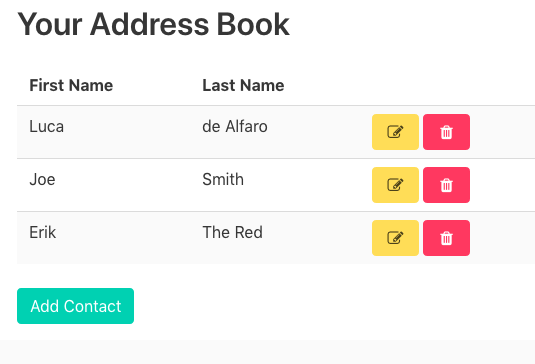 Your Address Book
First Name Last Name
Luca de Alfaro
Joe Smith
Erik The Red
Add Contact